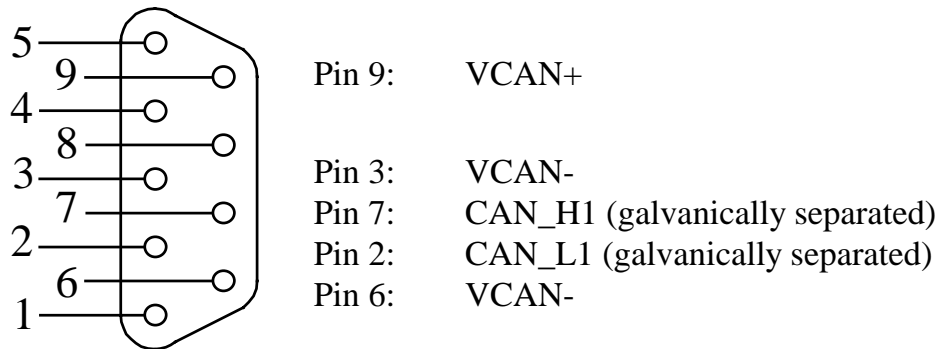 5
9
4
8
3
7
2
6
1
Pin 9: VCAN+
Pin 3: VCAN-
Pin 7: CAN_H1 (galvanically separated)
Pin 2: CAN_L1 (galvanically separated)
Pin 6: VCAN-